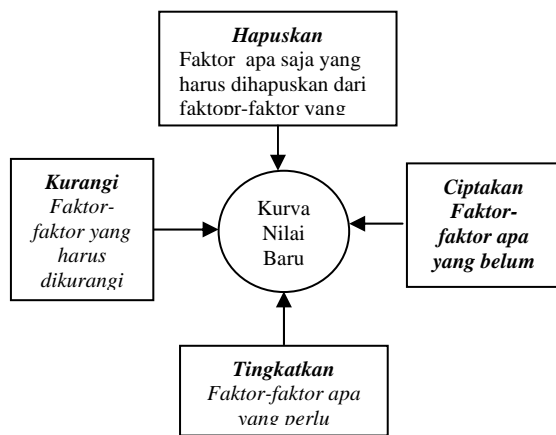 Hapuskan
Faktor apa saja yang
harus dihapuskan dari
faktopr-faktor yang
Kurangi
Faktor-
faktor yang
harus
dikurangi
Kurva
Nilai
Baru
Ciptakan
Faktor-
faktor apa
yang belum
Tingkatkan
Faktor-faktor apa
yang perlu